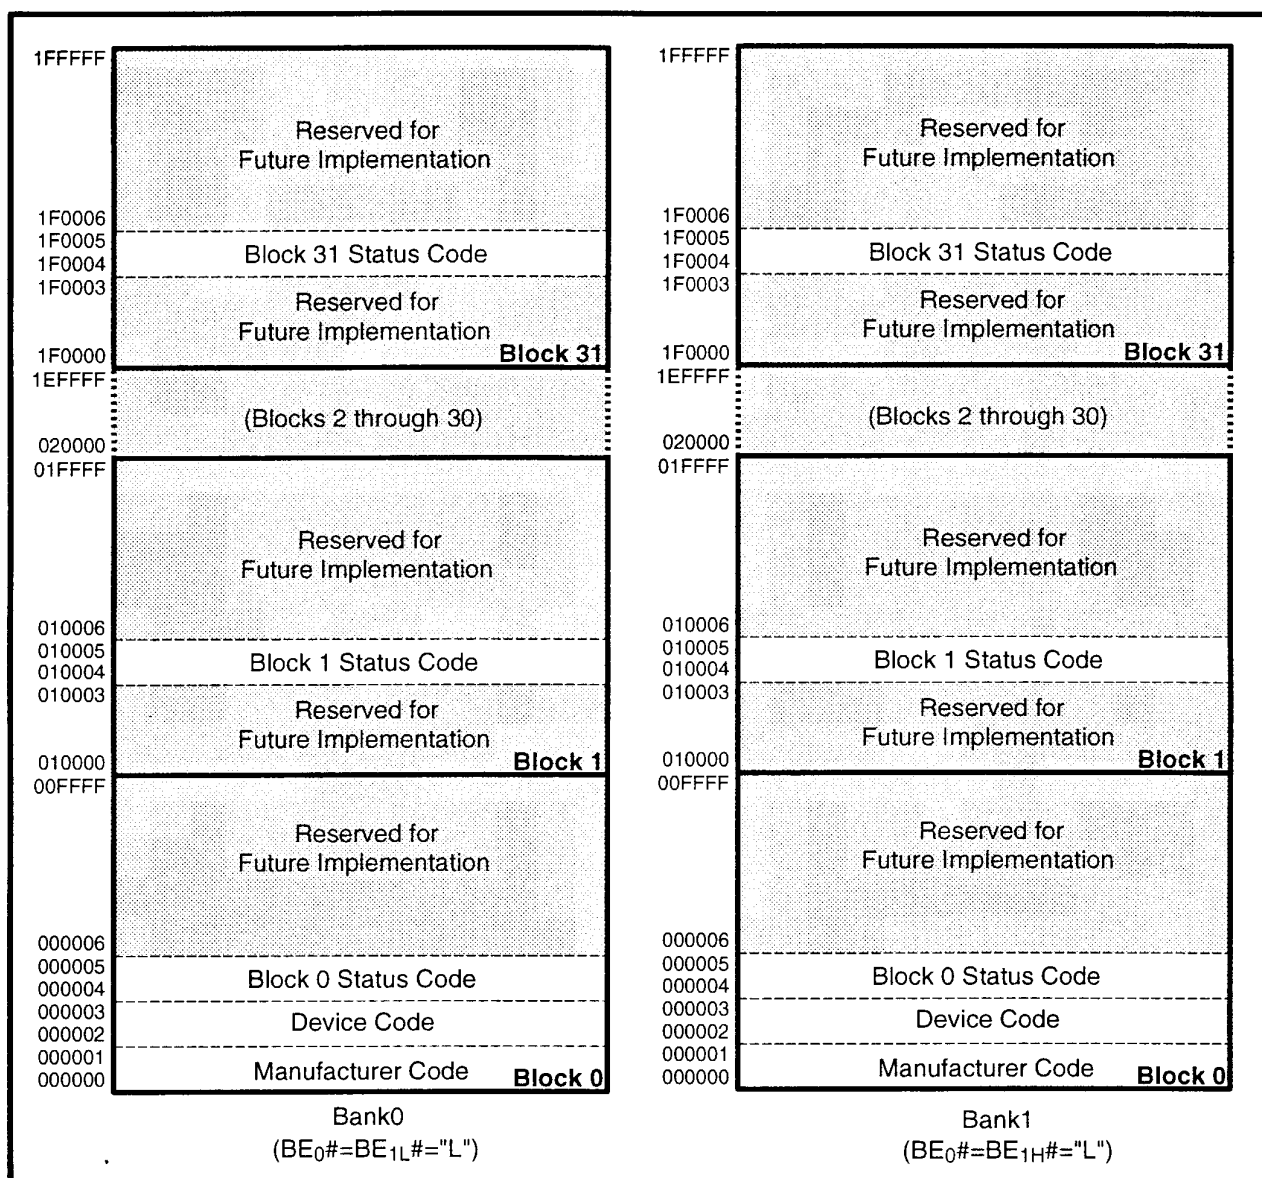 1FFFFF
Reserved for
Future Implementation
1F0006
1F0005
Block 31 Status Code
1F0004
1F0003
Reserved for
Future Implementation
1F0000
Block 31
1EFFFF
(Blocks 2 through 30)
020000
01FFFF
Reserved for
Future Implementation
010006
010005
Block 1 Status Code
010004
010003
Reserved for
Future Implementation
010000
Block 1
00FFFF
Reserved for
Future Implementation
000006
000005
Block 0 Status Code
000004
000003
Device Code
000002
000001
Manufacturer Code
000000
Block 0
Bank0
(BE0#=BE1L#="L")
1FFFFF
Reserved for
Future Implementation
1F0006
1F0005
Block 31 Status Code
1F0004
1F0003
Reserved for
Future Implementation
1F0000
Block 31
1EFFFF
(Blocks 2 through 30)
020000
01FFFF
Reserved for
Future Implementation
010006
010005
Block 1 Status Code
010004
010003
Reserved for
Future Implementation
010000
Block 1
00FFFF
Reserved for
Future Implementation
000006
000005
Block 0 Status Code
000004
000003
Device Code
000002
000001
Manufacturer Code
000000
Block 0
Bank1
(BE0#=BE1H#="L")